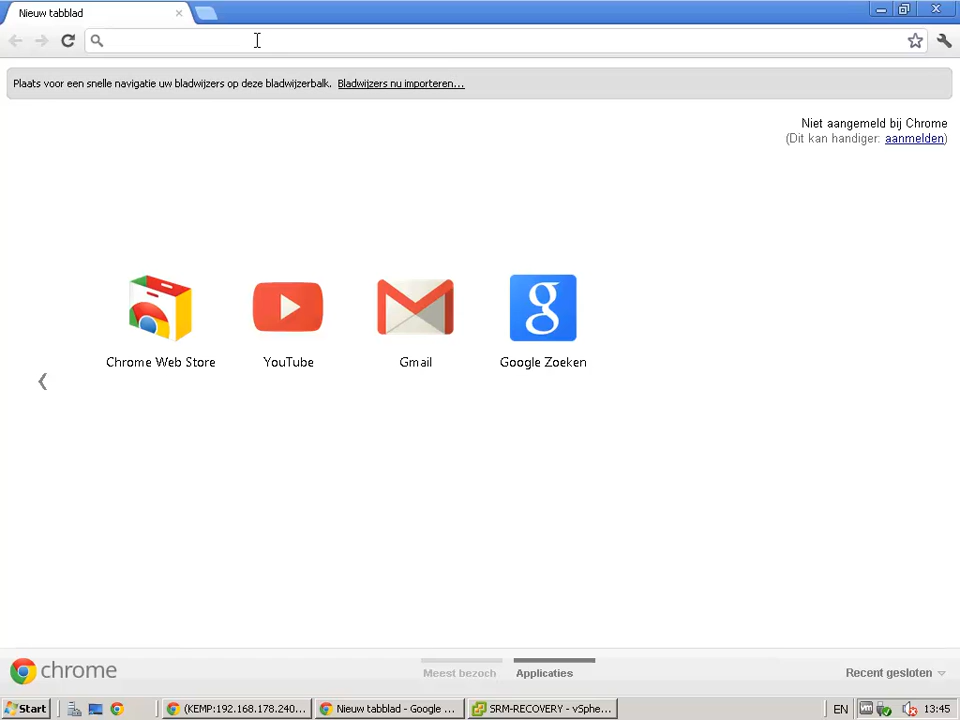 Nieuw tabblad
Plaats voor een snelle navigatie uw bladwijzers op deze bladwijzerbalk. Bladwijzers nu importeren...
Niet aangemeld bij Chrome
(Dit kan handiger: aanmelden)
Chrome Web Store
YouTube
Gmail
Google Zoeken
chrome
Meest bezoch
Applicaties
Recent gesloten
Start
(KEMP:192.168.178.240...
Nieuw tabblad - Google ...
SRM-RECOVERY - vSphe...
EN
13:45